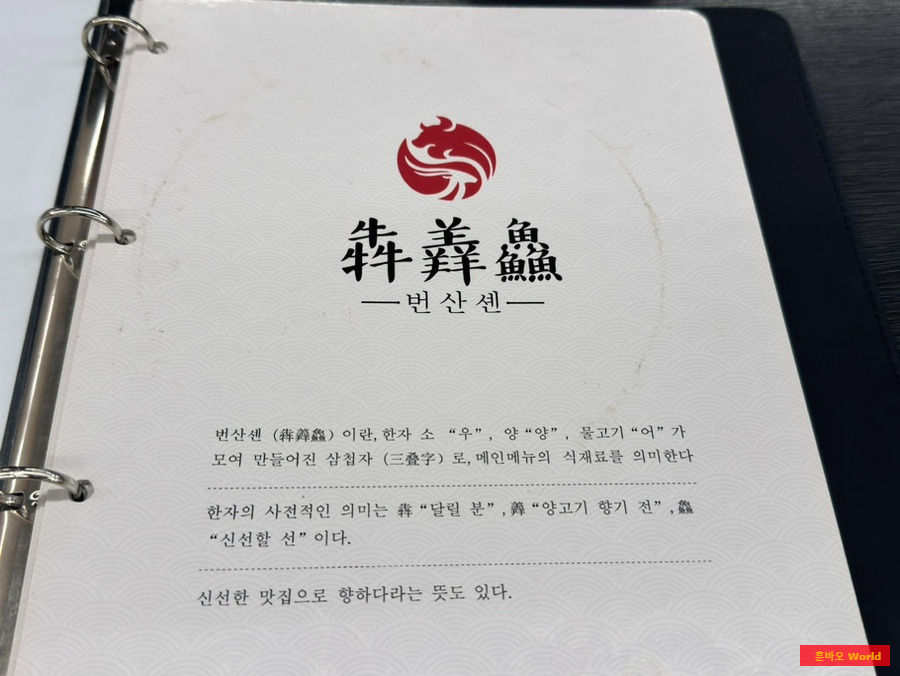 犇羴鱻
번산셴
번산셴 (犇羴鱻) 이란, 한자 소 “우”, 양 “양”, 물고기 “어” 가
모여 만들어진 삼첩자 (三叠字) 로, 메인메뉴의 식재료를 의미한다
한자의 사전적인 의미는 犇 “달릴 분”, 羴 “양고기 향기 전”, 鱻
“신선할 선” 이다.
신선한 맛집으로 향하다라는 뜻도 있다.
훈바오 World